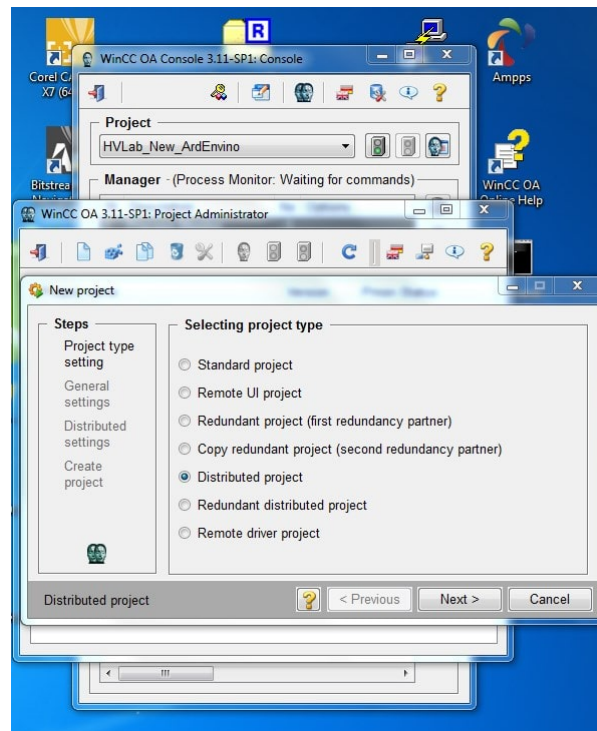 R
Corel C
X7 (64
Ampps
WinCC OA Console 3.11-SP1: Console
Project
HVLab_New_ArdEnvino
Bitstrea
WinCC OA
Help
Manager - (Process Monitor: Waiting for commands)
WinCC OA 3.11-SP1: Project Administrator
New project
Steps
Project type
setting
General
settings
Distributed
settings
Create
project
Selecting project type
Standard project
Remote UI project
Redundant project (first redundancy partner)
Copy redundant project (second redundancy partner)
Distributed project
Redundant distributed project
Remote driver project
Distributed project
< Previous
Next >
Cancel